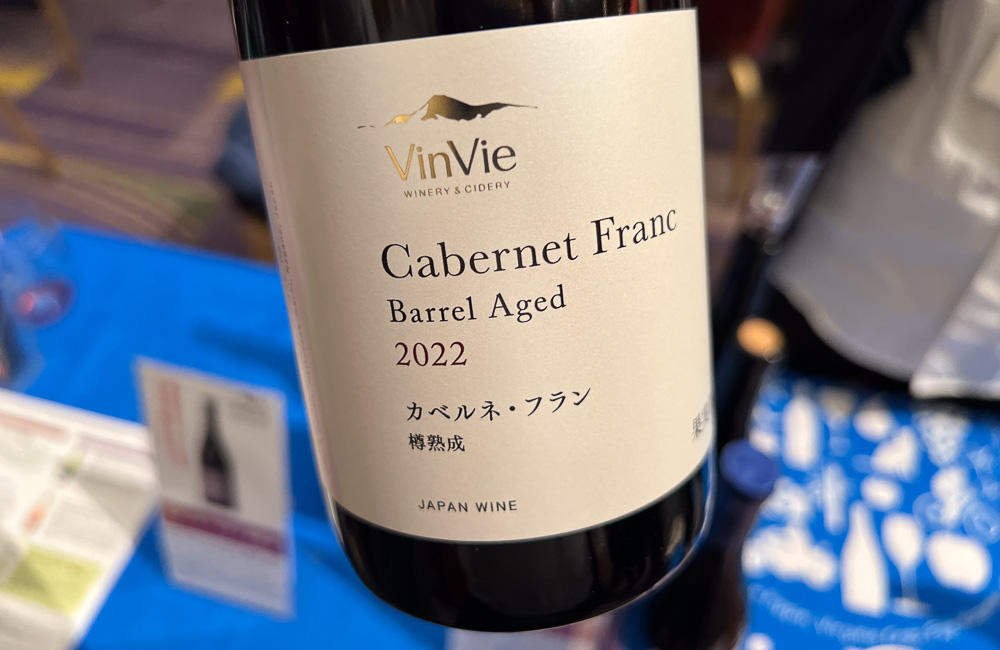 VinVie
WINERY & CIDERY
Cabernet Franc
Barrel Aged
2022
カベルネ・フラン
樽熟成
JAPAN WINE